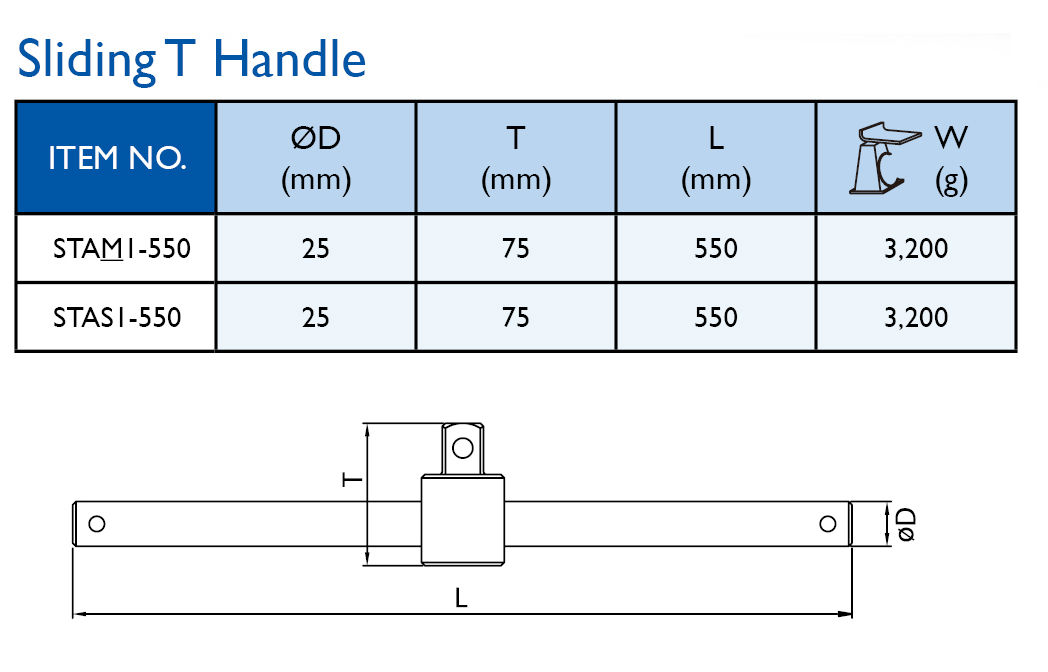 Sliding T Handle
ITEM NO. ØD (mm) T (mm) L (mm) W (g)
STAM1-550 25 75 550 3,200
STAS1-550 25 75 550 3,200
T
øD
L